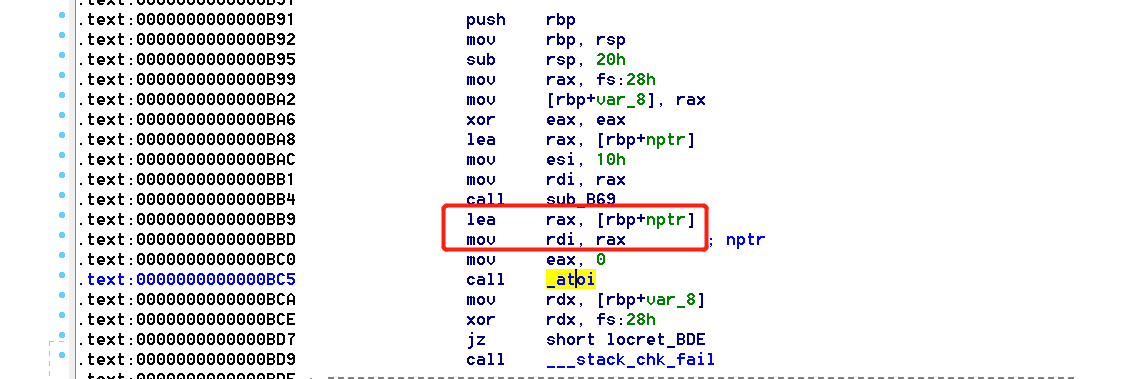 .text:0000000000000B91 push rbp
.text:0000000000000B92 mov rbp, rsp
.text:0000000000000B95 sub rsp, 20h
.text:0000000000000B99 mov rax, fs:28h
.text:0000000000000BA2 mov [rbp+var_8], rax
.text:0000000000000BA6 xor eax, eax
.text:0000000000000BA8 lea rax, [rbp+nptr]
.text:0000000000000BAC mov esi, 10h
.text:0000000000000BB1 mov rdi, rax
.text:0000000000000BB4 call sub_B69
.text:0000000000000BB9 lea rax, [rbp+nptr]
.text:0000000000000BBD mov rdi, rax ; nptr
.text:0000000000000BC0 mov eax, 0
.text:0000000000000BC5 call _atoi
.text:0000000000000BCA mov rdx, [rbp+var_8]
.text:0000000000000BCE xor rdx, fs:28h
.text:0000000000000BD7 jz short locret_BDE
.text:0000000000000BD9 call ___stack_chk_fail